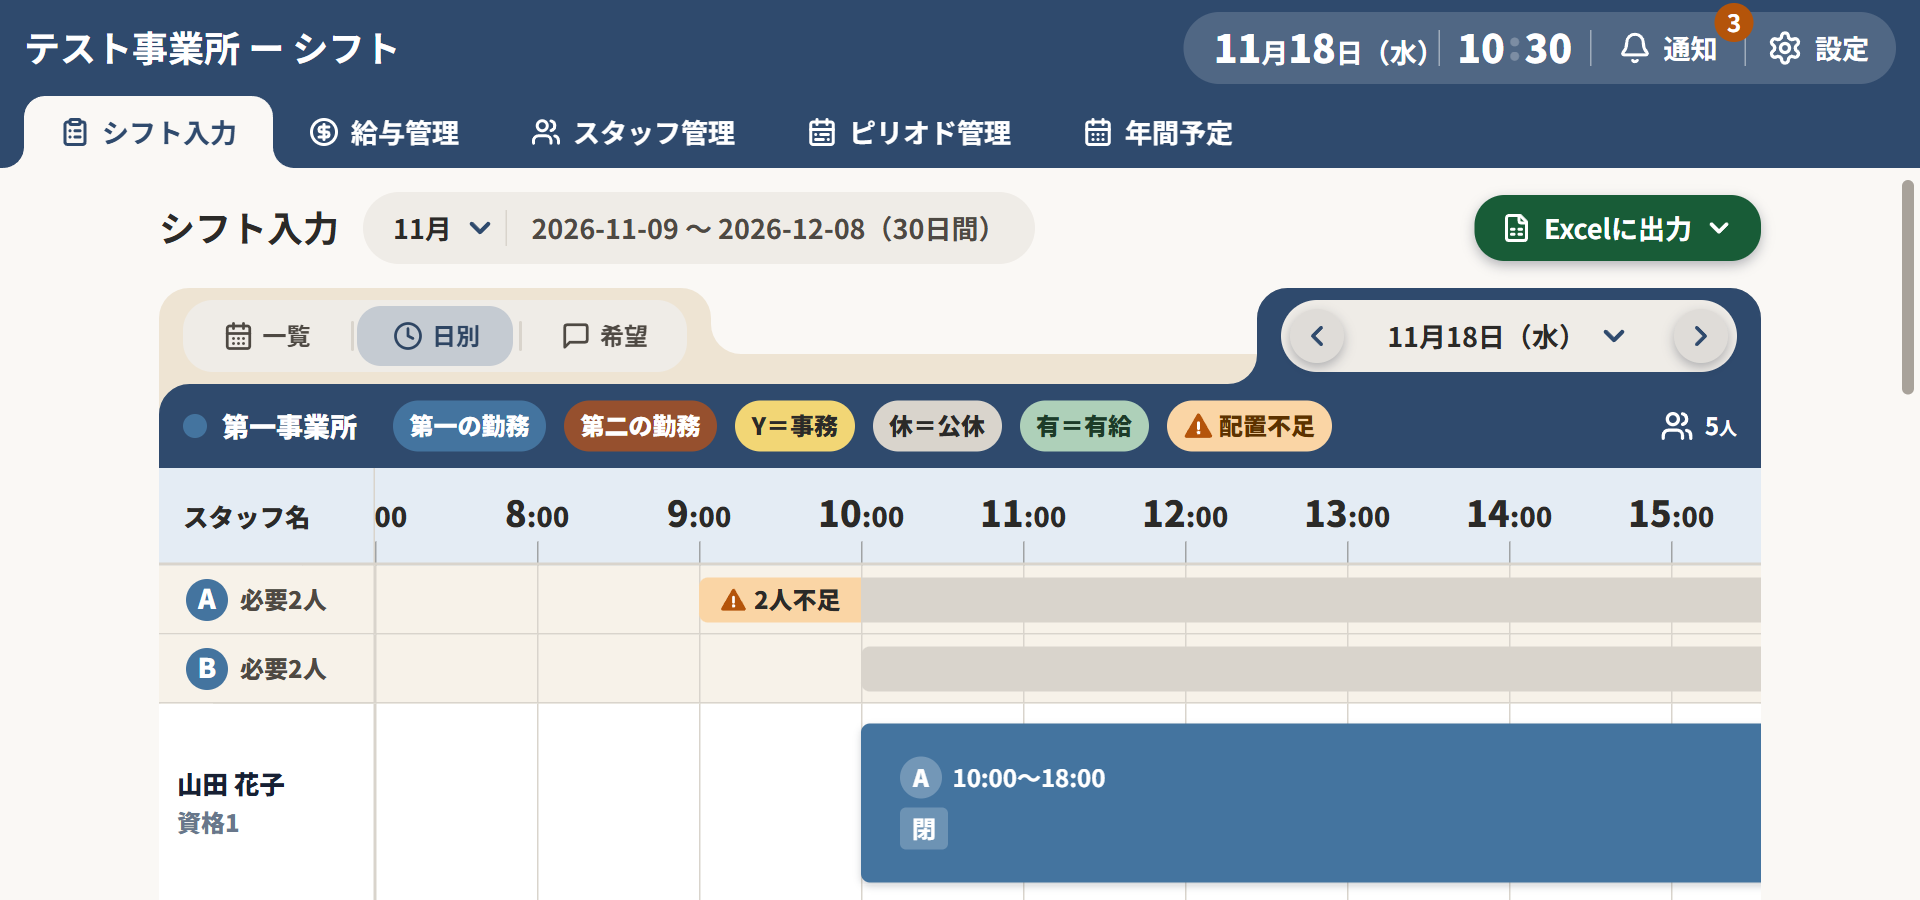 テスト事業所 ー シフト
11月18日（水） 10:30 通知 3 設定
シフト入力 給与管理 スタッフ管理 ピリオド管理 年間予定
シフト入力 11月 2026-11-09 〜 2026-12-08（30日間） Excelに出力
一覧 日別 希望 11月18日（水）
第一事業所 第一の勤務 第二の勤務 Y＝事務 休＝公休 有＝有給 配置不足 5人
スタッフ名 00 8:00 9:00 10:00 11:00 12:00 13:00 14:00 15:00
A 必要2人 2人不足
B 必要2人
A 10:00〜18:00
山田 花子
資格1
閉